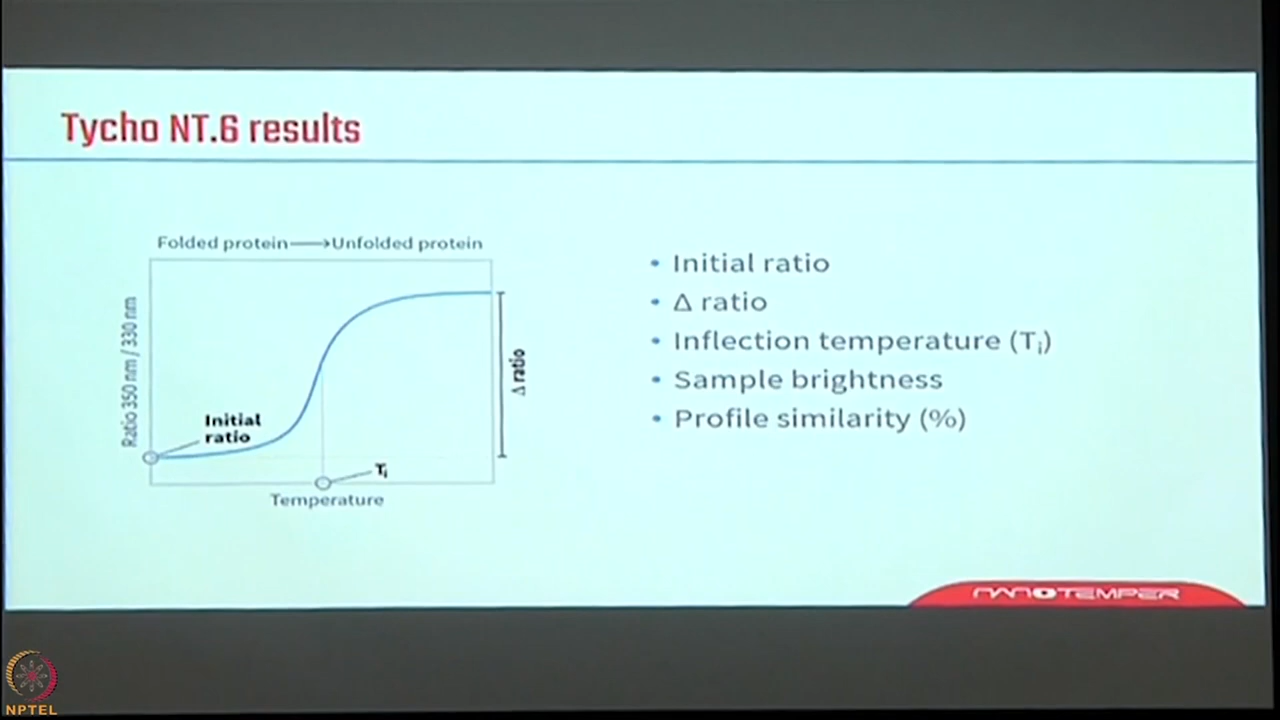 Tycho NT.6 results
Folded protein→Unfolded protein
Ratio 350 nm / 330 nm
Initial
ratio
Δ ratio
Ti
Temperature
• Initial ratio
• Δ ratio
• Inflection temperature (Ti)
• Sample brightness
• Profile similarity (%)
NANOTEMPER
NPTEL